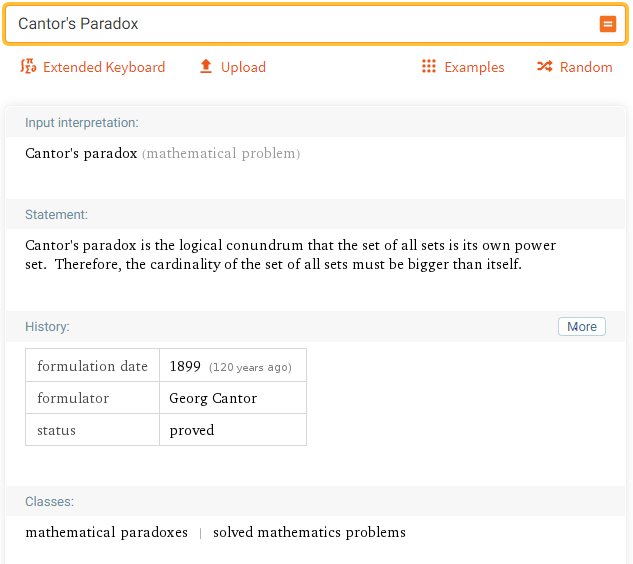 Cantor's Paradox
Extended Keyboard Upload Examples Random
Input interpretation:
Cantor's paradox (mathematical problem)
Statement:
Cantor's paradox is the logical conundrum that the set of all sets is its own power
set. Therefore, the cardinality of the set of all sets must be bigger than itself.
History: More
formulation date 1899 (120 years ago)
formulator Georg Cantor
status proved
Classes:
mathematical paradoxes | solved mathematics problems